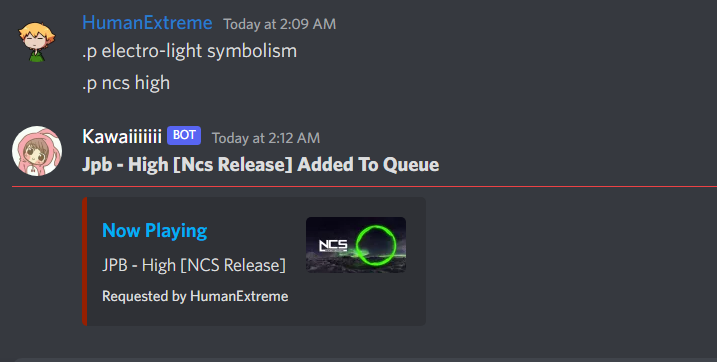 HumanExtreme Today at 2:09 AM
.p electro-light symbolism
.p ncs high
Kawaiiiiiii BOT Today at 2:12 AM
Jpb - High [Ncs Release] Added To Queue
Now Playing
NCS
JPB - High [NCS Release]
Requested by HumanExtreme